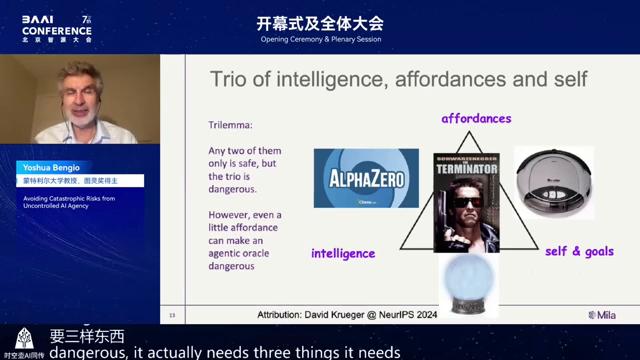 BAAI 7th
CONFERENCE
北京智源大会
开幕式及全体大会
Opening Ceremony & Plenary Session
Yoshua Bengio
蒙特利尔大学教授、图灵奖得主
Avoiding Catastrophic Risks from
Uncontrolled AI Agency
Trio of intelligence, affordances and self
Trilemma:
Any two of them
only is safe, but
the trio is
dangerous.
However, even a
little affordance
can make an
agentic oracle
dangerous
affordances
ALPHAZERO
SCHWARZENEGGER
THE
TERMINATOR
intelligence
self & goals
13
Attribution: David Krueger @ NeurIPS 2024
Mila
时空壶AI同传
要三样东西
dangerous, it actually needs three things it needs